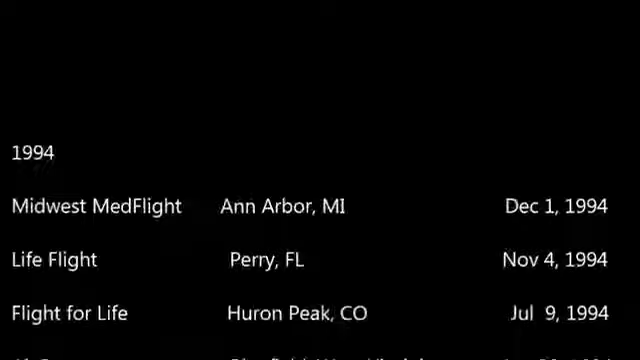 1994
Midwest MedFlight Ann Arbor, MI Dec 1, 1994
Life Flight Perry, FL Nov 4, 1994
Flight for Life Huron Peak, CO Jul 9, 1994